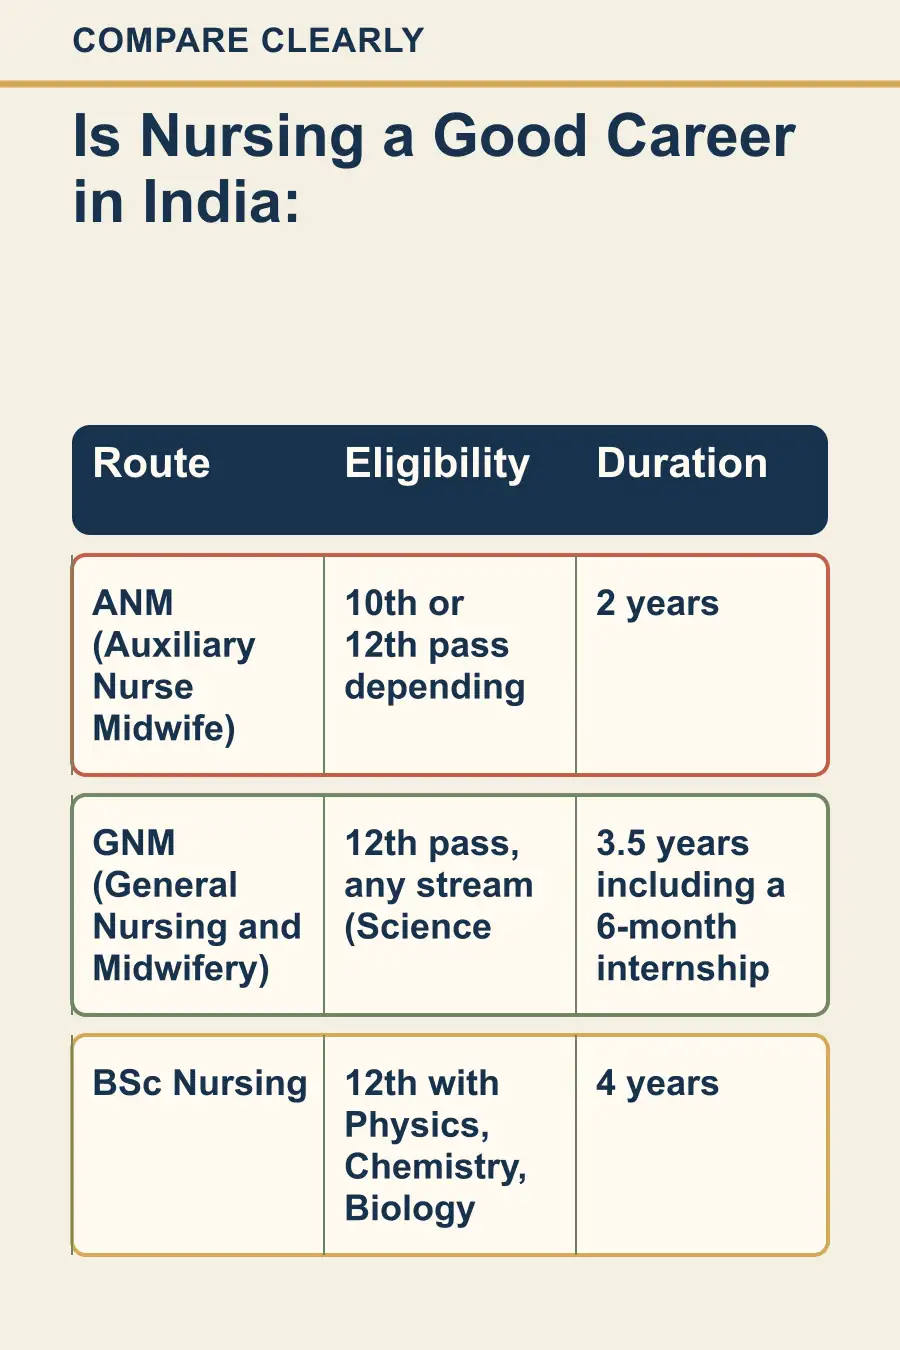 COMPARE CLEARLY
Is Nursing a Good Career
in India:
Route Eligibility Duration
ANM
(Auxiliary
Nurse
Midwife)
10th or
12th pass
depending
2 years
GNM
(General
Nursing and
Midwifery)
12th pass,
any stream
(Science
3.5 years
including a
6-month
internship
BSc Nursing
12th with
Physics,
Chemistry,
Biology
4 years